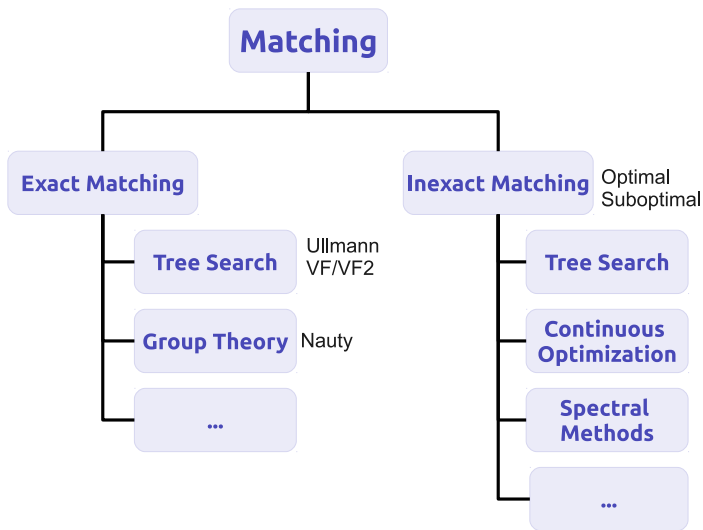 Matching
Exact Matching
Inexact Matching
Optimal
Suboptimal
Tree Search
Ullmann
VF/VF2
Group Theory
Nauty
...
Tree Search
Continuous
Optimization
Spectral
Methods
...